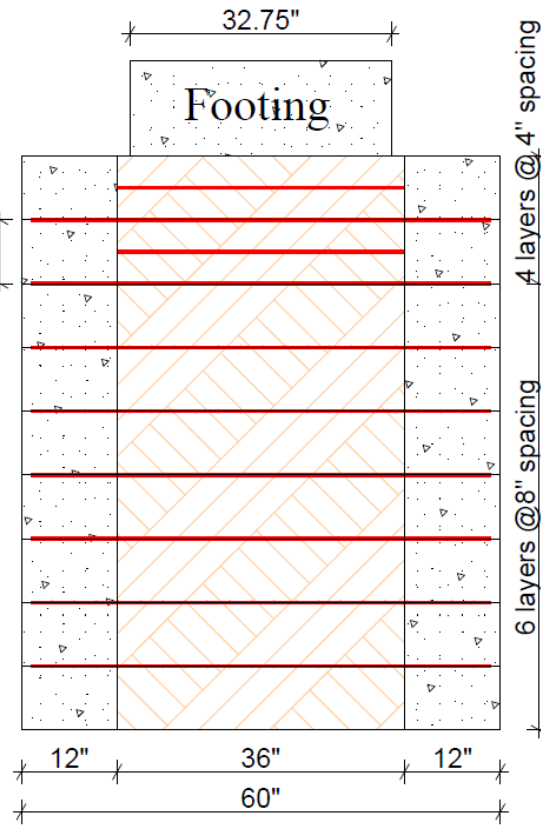 32.75"
Footing
4 layers @ 4" spacing
6 layers @8" spacing
12"
36"
12"
60"